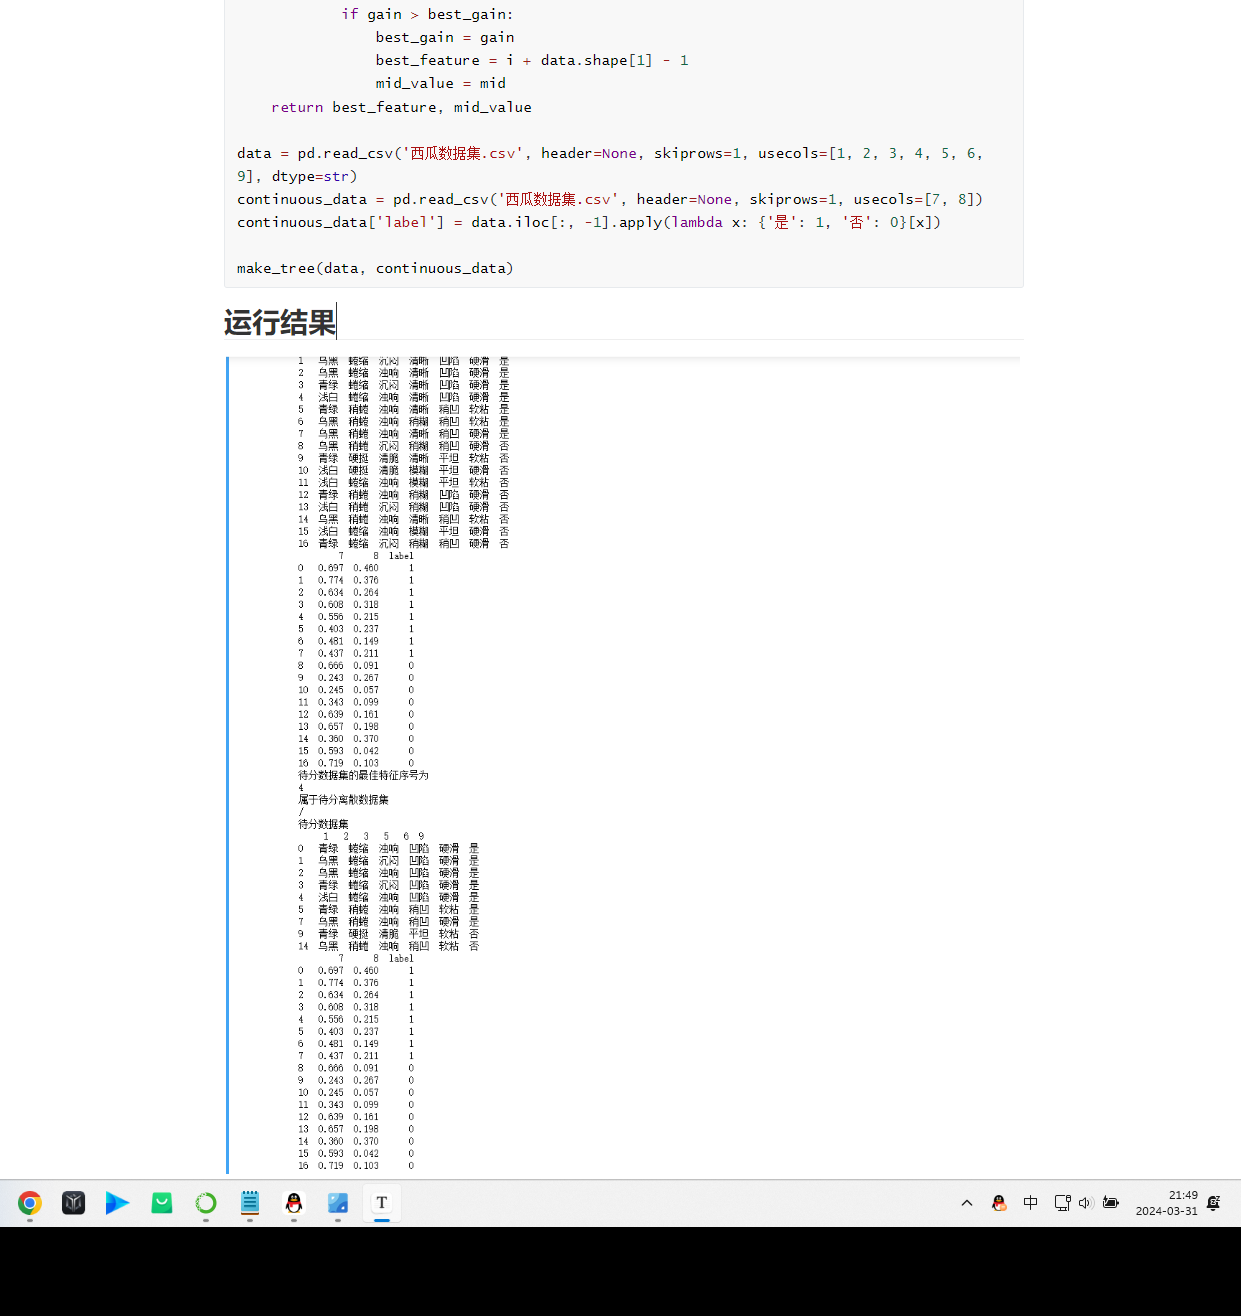 if gain > best_gain:
best_gain = gain
best_feature = i + data.shape[1] - 1
mid_value = mid
return best_feature, mid_value
data = pd.read_csv('西瓜数据集.csv', header=None, skiprows=1, usecols=[1, 2, 3, 4, 5, 6,
9], dtype=str)
continuous_data = pd.read_csv('西瓜数据集.csv', header=None, skiprows=1, usecols=[7, 8])
continuous_data['label'] = data.iloc[:, -1].apply(lambda x: {'是': 1, '否': 0}[x])
make_tree(data, continuous_data)
运行结果
1 乌黑 蜷缩 沉闷 清晰 凹陷 硬滑 是
2 乌黑 蜷缩 浊响 清晰 凹陷 硬滑 是
3 青绿 蜷缩 沉闷 清晰 凹陷 硬滑 是
4 浅白 蜷缩 浊响 清晰 凹陷 硬滑 是
5 青绿 稍蜷 浊响 清晰 稍凹 软粘 是
6 乌黑 稍蜷 浊响 稍糊 稍凹 软粘 是
7 乌黑 稍蜷 浊响 清晰 稍凹 硬滑 是
8 乌黑 稍蜷 沉闷 稍糊 稍凹 硬滑 否
9 青绿 硬挺 清脆 清晰 平坦 软粘 否
10 浅白 硬挺 清脆 模糊 平坦 硬滑 否
11 浅白 蜷缩 浊响 模糊 平坦 软粘 否
12 青绿 稍蜷 浊响 稍糊 凹陷 硬滑 否
13 浅白 稍蜷 沉闷 稍糊 凹陷 硬滑 否
14 乌黑 稍蜷 浊响 清晰 稍凹 软粘 否
15 浅白 蜷缩 浊响 模糊 平坦 硬滑 否
16 青绿 蜷缩 沉闷 稍糊 稍凹 硬滑 否
7 8 label
0 0.697 0.460 1
1 0.774 0.376 1
2 0.634 0.264 1
3 0.608 0.318 1
4 0.556 0.215 1
5 0.403 0.237 1
6 0.481 0.149 1
7 0.437 0.211 1
8 0.666 0.091 0
9 0.243 0.267 0
10 0.245 0.057 0
11 0.343 0.099 0
12 0.639 0.161 0
13 0.657 0.198 0
14 0.360 0.370 0
15 0.593 0.042 0
16 0.719 0.103 0
待分数据集的最佳特征序号为
4
属于待分离散数据集
/
待分数据集
1 2 3 5 6 9
0 青绿 蜷缩 浊响 凹陷 硬滑 是
1 乌黑 蜷缩 沉闷 凹陷 硬滑 是
2 乌黑 蜷缩 浊响 凹陷 硬滑 是
3 青绿 蜷缩 沉闷 凹陷 硬滑 是
4 浅白 蜷缩 浊响 凹陷 硬滑 是
5 青绿 稍蜷 浊响 稍凹 软粘 是
7 乌黑 稍蜷 浊响 稍凹 硬滑 是
9 青绿 硬挺 清脆 平坦 软粘 否
14 乌黑 稍蜷 浊响 稍凹 软粘 否
7 8 label
0 0.697 0.460 1
1 0.774 0.376 1
2 0.634 0.264 1
3 0.608 0.318 1
4 0.556 0.215 1
5 0.403 0.237 1
6 0.481 0.149 1
7 0.437 0.211 1
8 0.666 0.091 0
9 0.243 0.267 0
10 0.245 0.057 0
11 0.343 0.099 0
12 0.639 0.161 0
13 0.657 0.198 0
14 0.360 0.370 0
15 0.593 0.042 0
16 0.719 0.103 0
T
中
21:49
2024-03-31